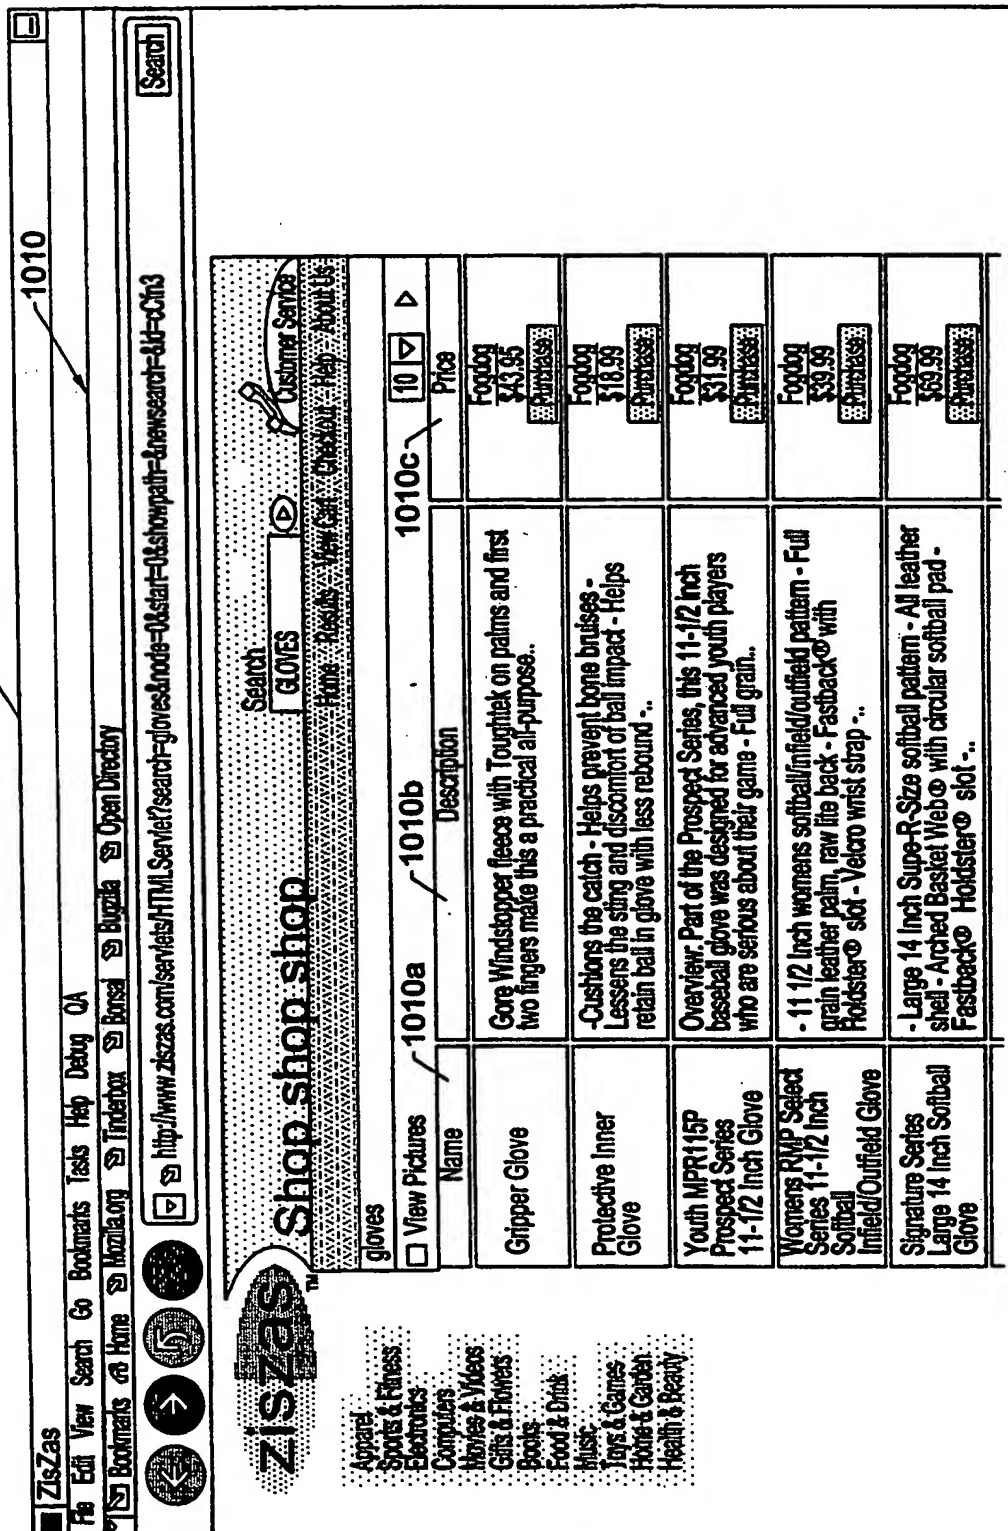 1010
ZisZas
File Edit View Search Go Bookmarks Tasks Help Debug QA
Bookmarks Home Mozilla.org Tinderbox Bonsai Bugzilla Open Directory
http://www.ziszas.com/servlets/HTMLServlet?search=gloves&node=0&start=0&showpath=&newsearch=&id=cCfn3
Search
ziszas™
Shop shop shop
Search
GLOVES
Customer Service
Home - Results - View Cart - Checkout - Help - About Us
Apparel
Sports & Fitness
Electronics
Computers
Movies & Videos
Gifts & Flowers
Books
Food & Drink
Music
Toys & Games
Home & Garden
Health & Beauty
gloves
View Pictures
1010a
1010b
1010c
10
Name
Description
Price
Gripper Glove
Gore Windstopper fleece with Toughtek on palms and first
two fingers make this a practical all-purpose..
Fogdog
$43.95
Purchase
Protective Inner
Glove
-Cushions the catch - Helps prevent bone bruises -
Lessens the sting and discomfort of ball impact - Helps
retain ball in glove with less rebound -..
Fogdog
$18.99
Purchase
Youth MPR115P
Prospect Series
11-1/2 Inch Glove
Overview: Part of the Prospect Series, this 11-1/2 Inch
baseball glove was designed for advanced youth players
who are serious about their game - Full grain..
Fogdog
$31.99
Purchase
Womens RMP Select
Series 11-1/2 Inch
Softball
Infield/Outfield Glove
- 11 1/2 Inch womens softball/infield/outfield pattern - Full
grain leather palm, raw lite back - Fastback® with
Holdster® slot - Velcro wrist strap -..
Fogdog
$39.99
Purchase
Signature Series
Large 14 Inch Softball
Glove
- Large 14 Inch Supe-R-Size softball pattern - All leather
shell - Arched Basket Web® with circular softball pad -
Fastback® Holdster® slot -..
Fogdog
$69.99
Purchase